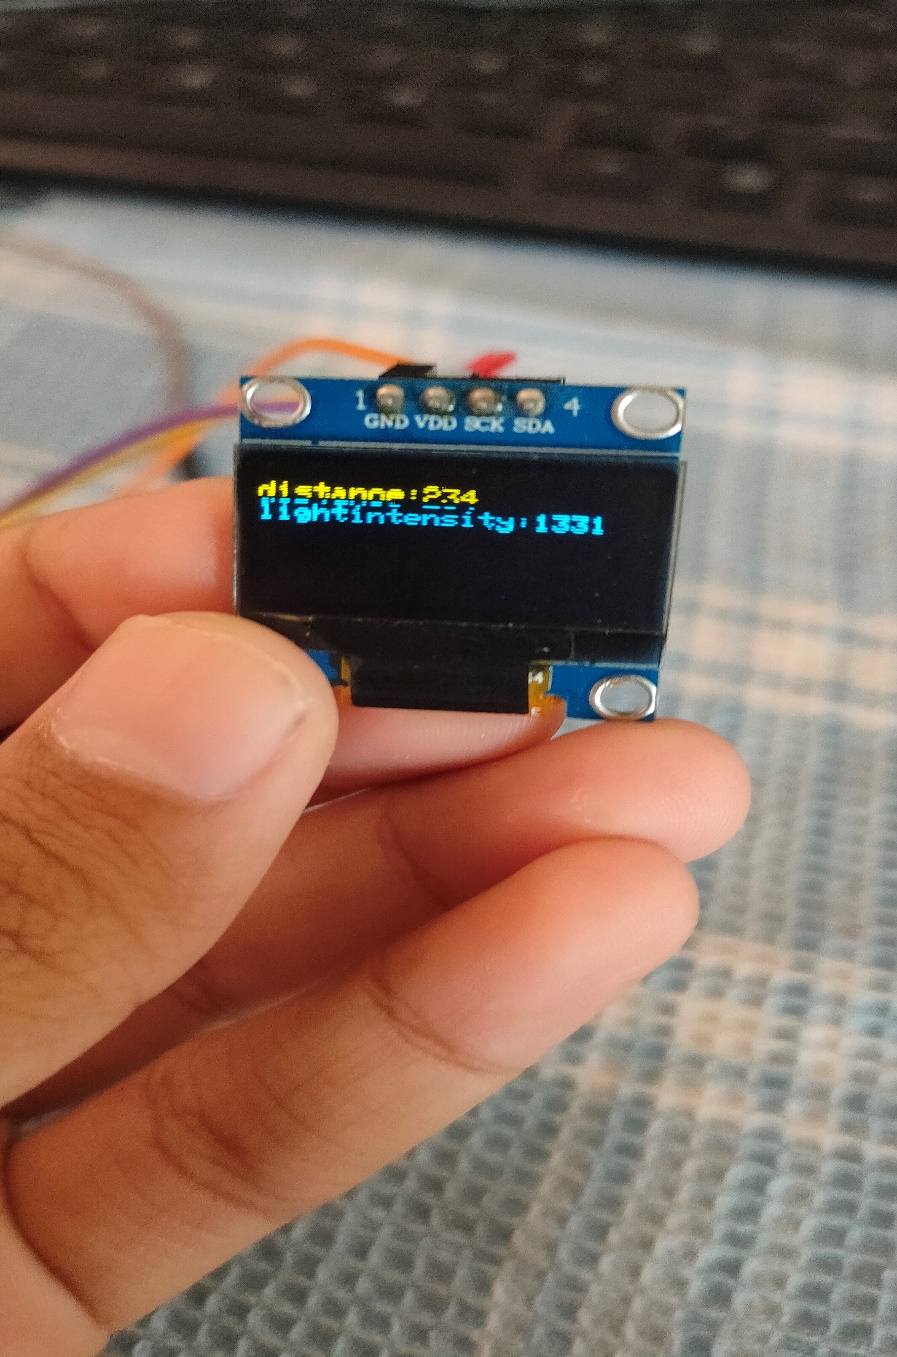 1 4
GND VDD SCK SDA
distance:234
lightintensity:1331